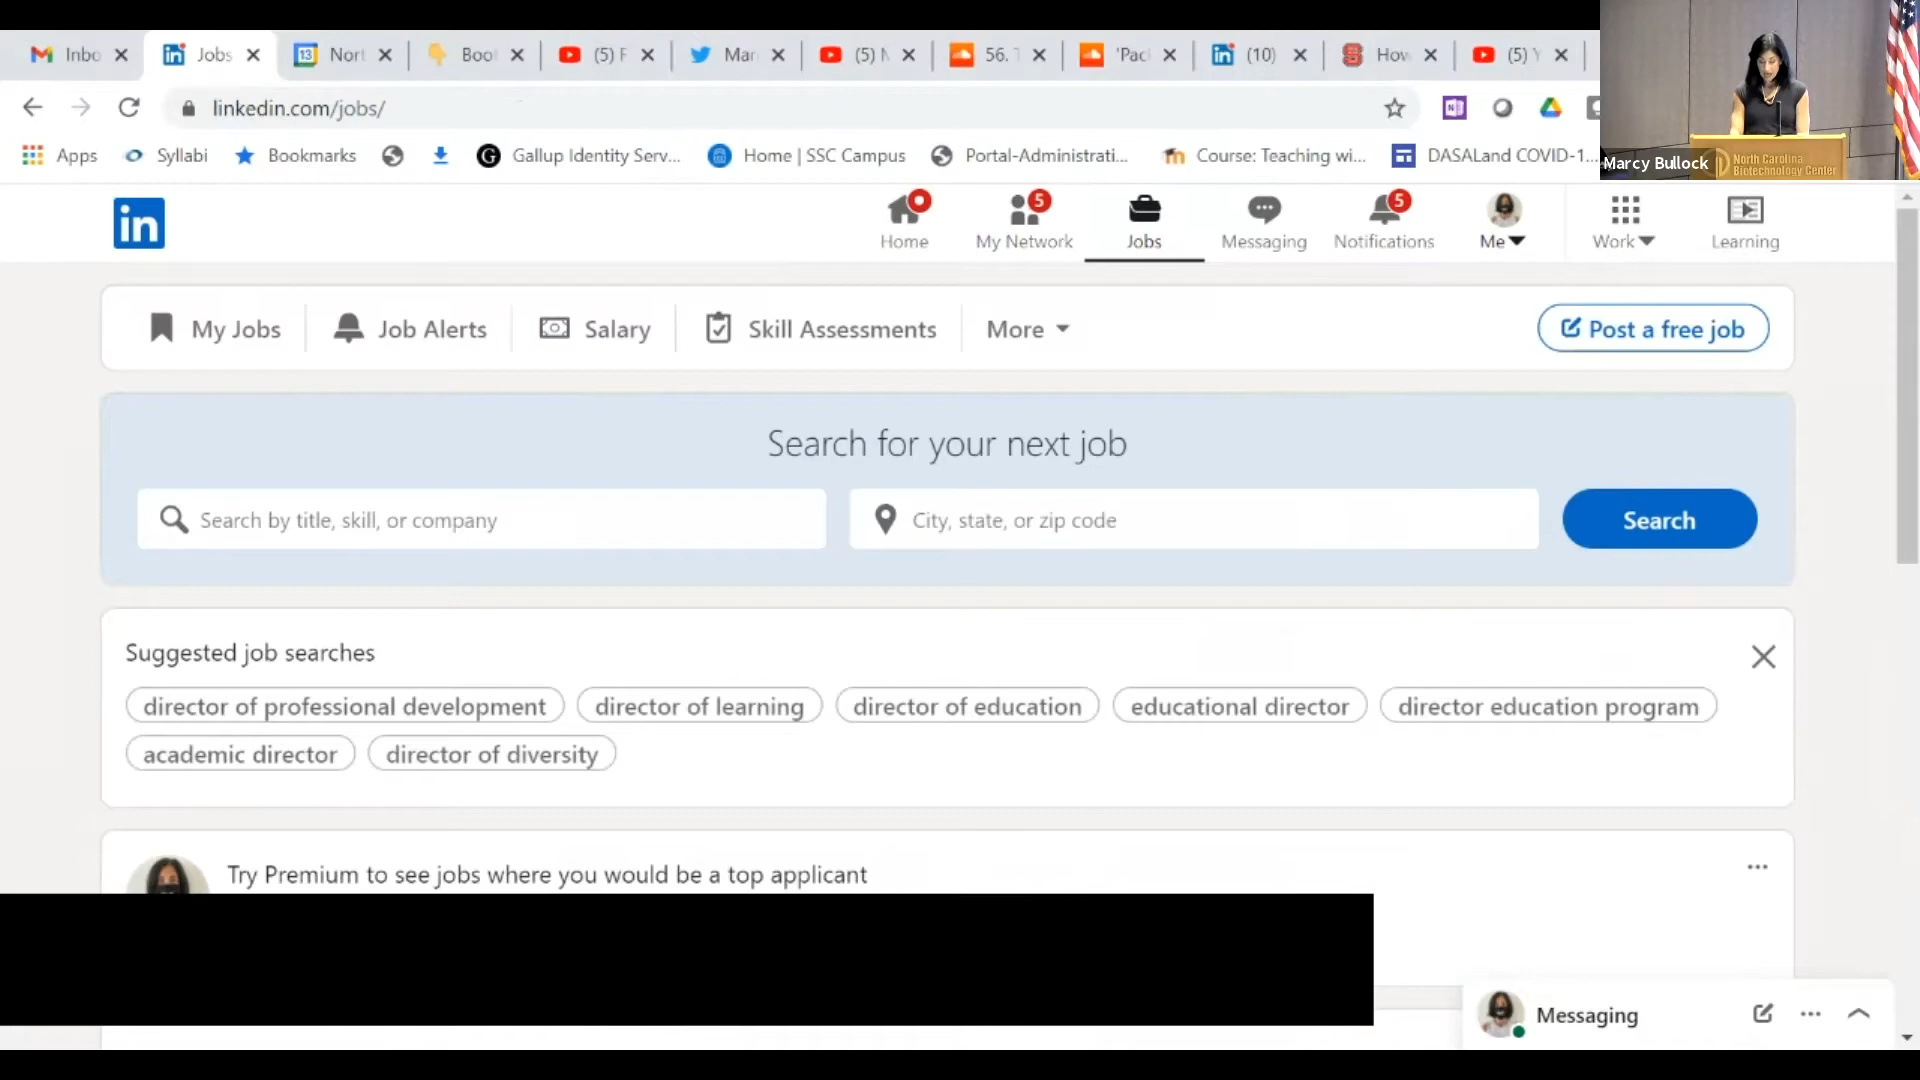 Inbo
Jobs
13
Nort
Boot
(5) F
Mar
(5) N
56. T
'Pac
(10)
How
(5) Y
linkedin.com/jobs/
Apps
Syllabi
Bookmarks
Gallup Identity Serv...
Home | SSC Campus
Portal-Administrati...
Course: Teaching wi...
DASALand COVID-1...
Marcy Bullock
North Carolina
Biotechnology Center
in
Home
5
My Network
Jobs
Messaging
5
Notifications
Me
Work
Learning
My Jobs
Job Alerts
Salary
Skill Assessments
More
Post a free job
Search for your next job
Search by title, skill, or company
City, state, or zip code
Search
Suggested job searches
director of professional development
director of learning
director of education
educational director
director education program
academic director
director of diversity
Try Premium to see jobs where you would be a top applicant
Messaging